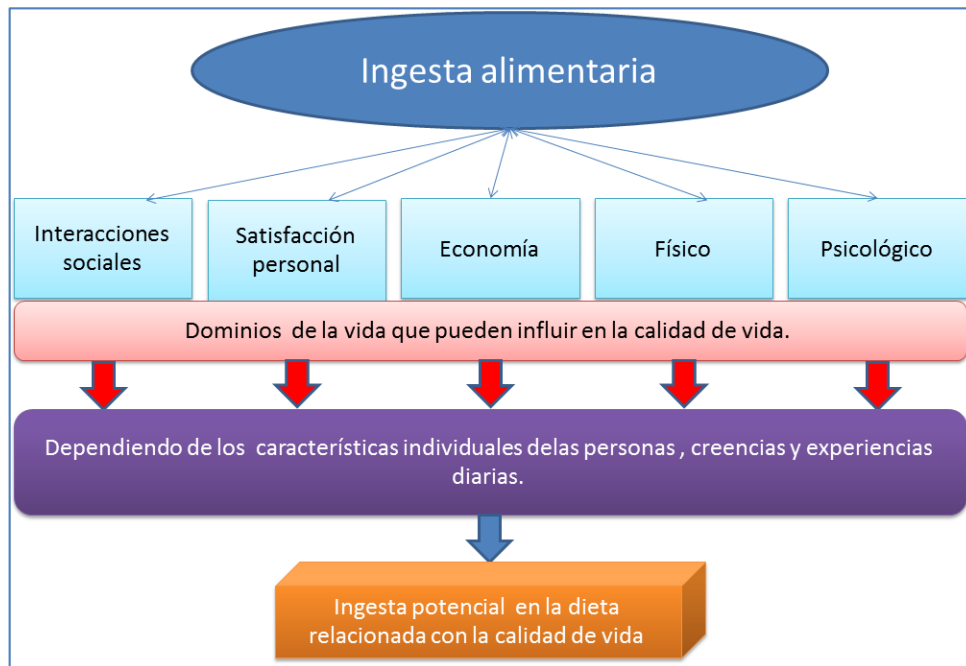 Ingesta alimentaria
Interacciones
sociales
Satisfacción
personal
Economía
Físico
Psicológico
Dominios de la vida que pueden influir en la calidad de vida.
Dependiendo de los características individuales delas personas , creencias y experiencias
diarias.
Ingesta potencial en la dieta
relacionada con la calidad de vida